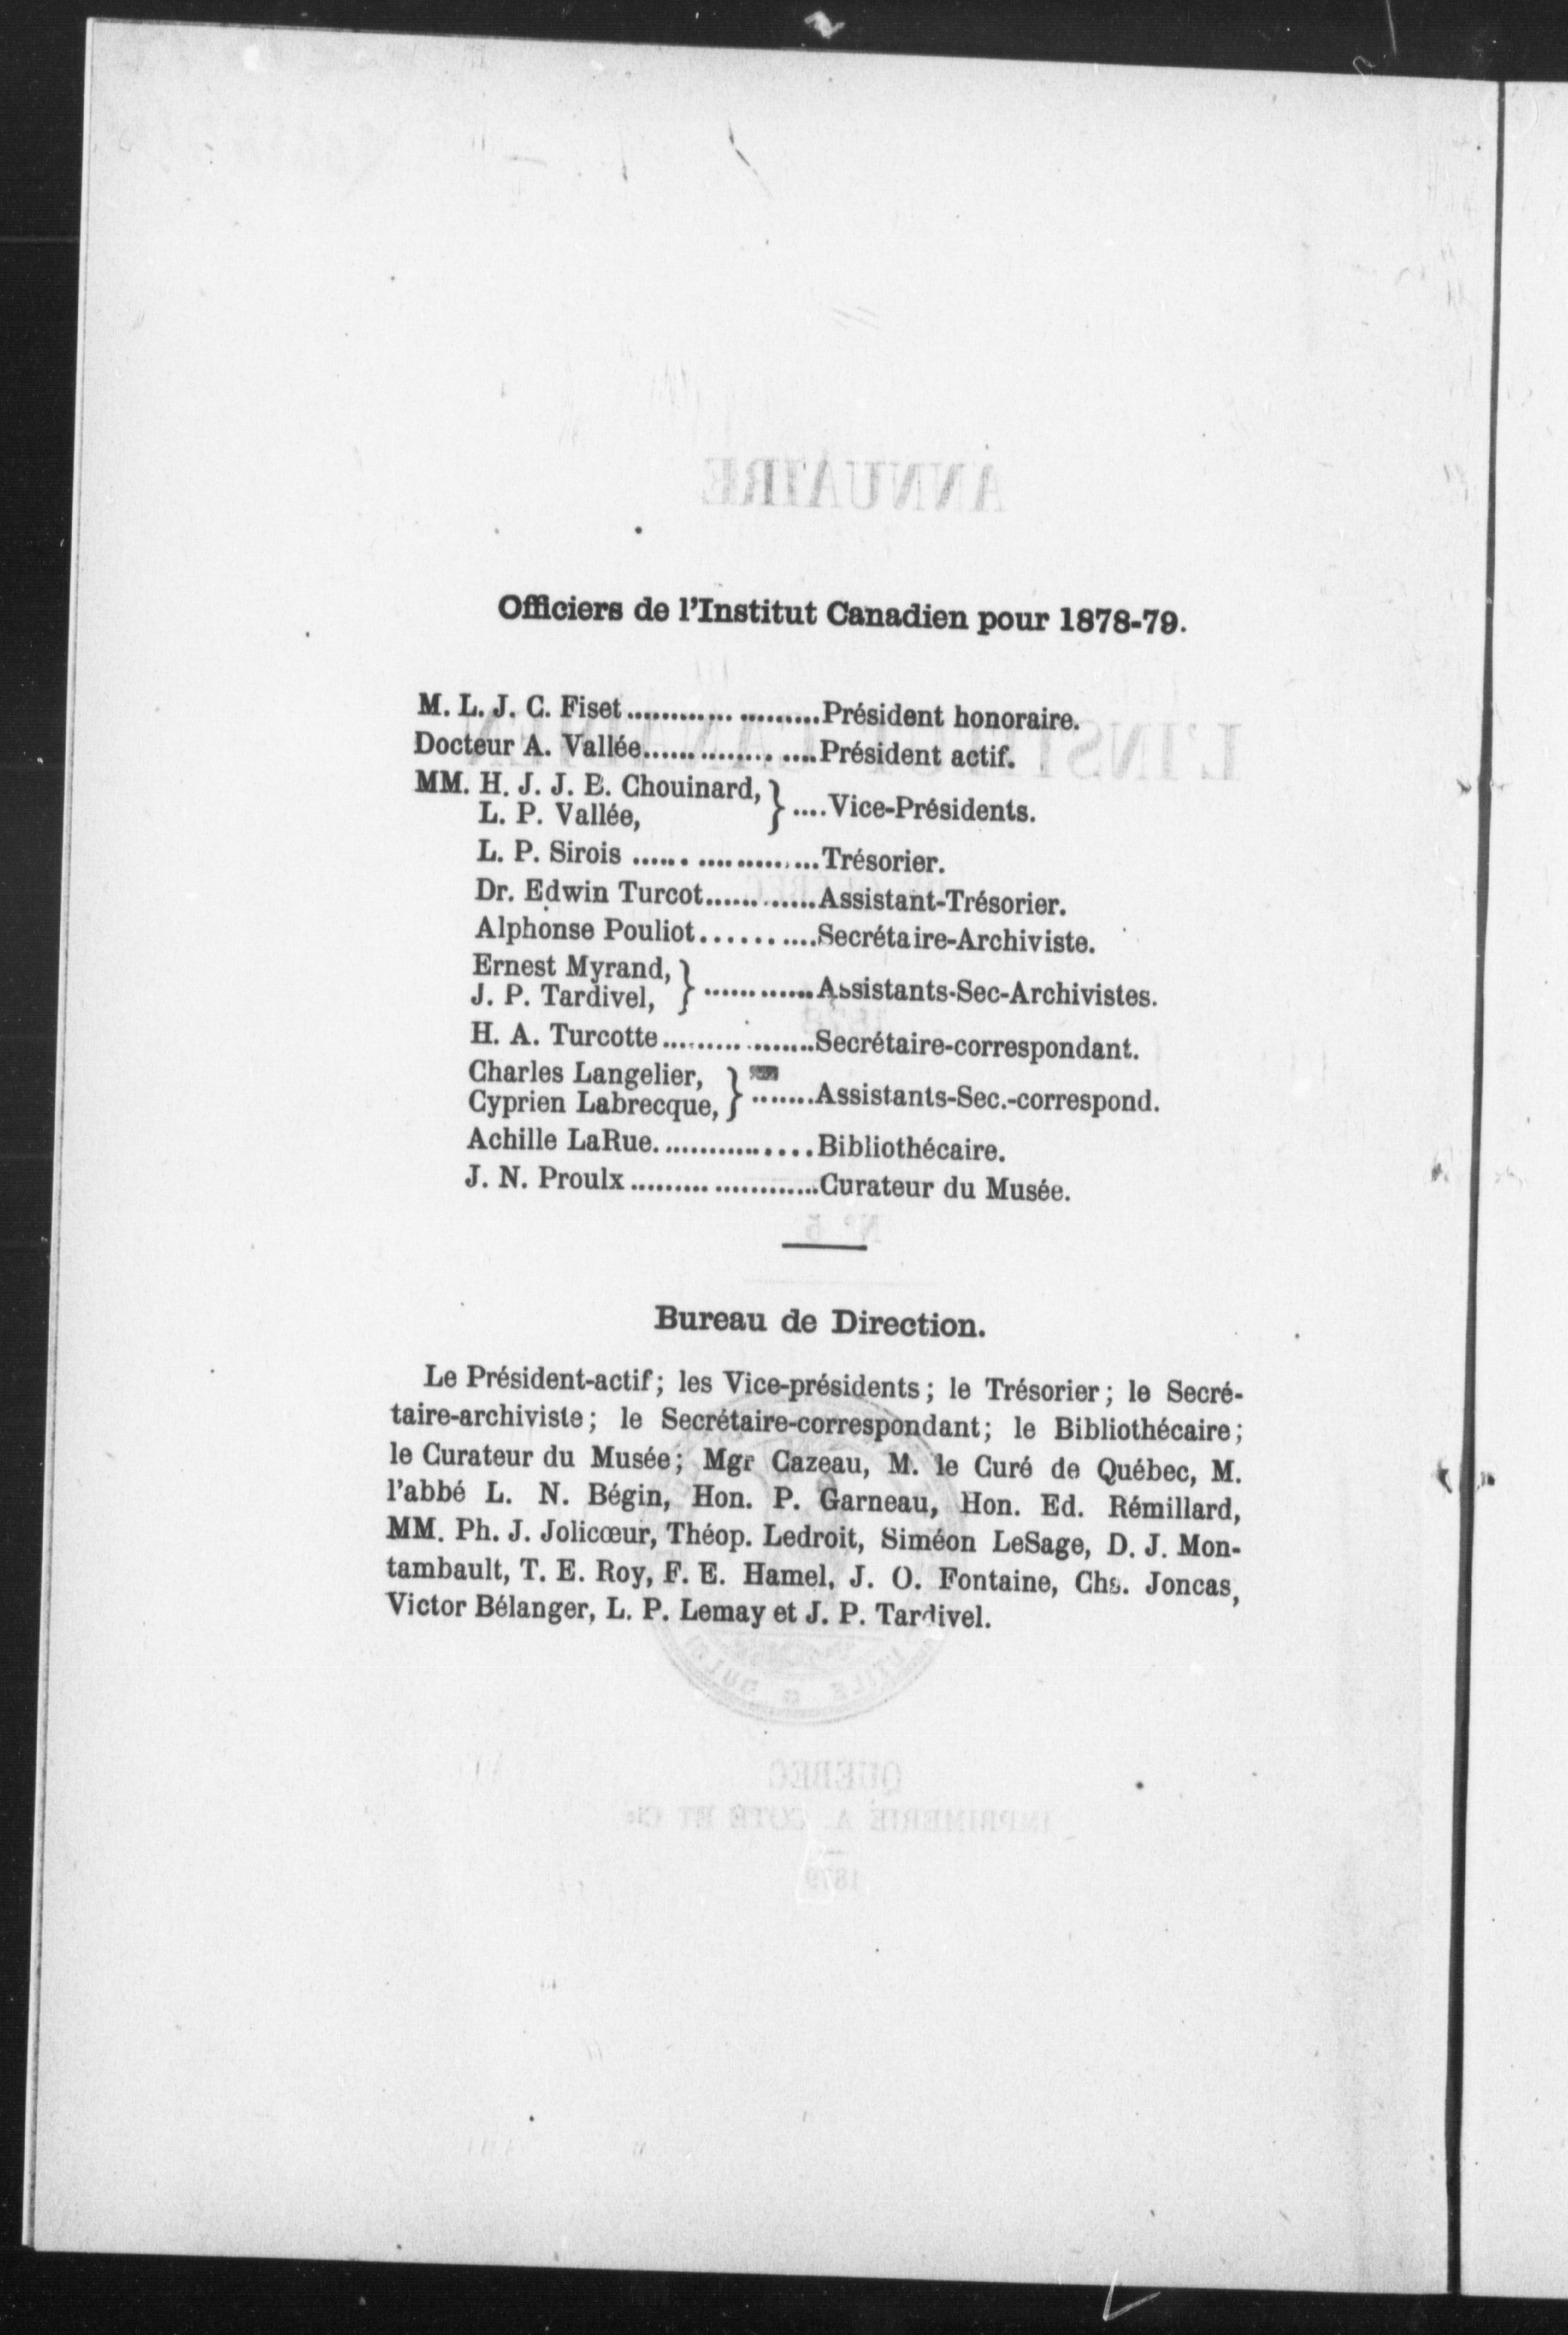 Officiers de l'Institut Canadien pour 1878-79.
M. L. J. C. Fiset.....................Président honoraire.
Docteur A. Vallée...................Président actif.
MM. H. J. J. B. Chouinard, } ....Vice-Présidents.
L. P. Vallée,
L. P. Sirois ....................Trésorier.
Dr. Edwin Turcot............Assistant-Trésorier.
Alphonse Pouliot...........Secrétaire-Archiviste.
Ernest Myrand, } ............Assistants-Sec-Archivistes.
J. P. Tardivel,
H. A. Turcotte.................Secrétaire-correspondant.
Charles Langelier, } .......Assistants-Sec.-correspond.
Cyprien Labrecque,
Achille LaRue.................Bibliothécaire.
J. N. Proulx.....................Curateur du Musée.
Bureau de Direction.
Le Président-actif; les Vice-présidents; le Trésorier; le Secré-
taire-archiviste; le Secrétaire-correspondant; le Bibliothécaire;
le Curateur du Musée; Mgr Cazeau, M. le Curé de Québec, M.
l'abbé L. N. Bégin, Hon. P. Garneau, Hon. Ed. Rémillard,
MM. Ph. J. Jolicœur, Théop. Ledroit, Siméon LeSage, D. J. Mon-
tambault, T. E. Roy, F. E. Hamel, J. O. Fontaine, Chs. Joncas,
Victor Bélanger, L. P. Lemay et J. P. Tardivel.